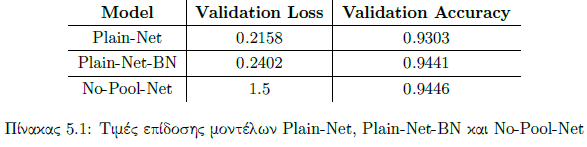 Model Validation Loss Validation Accuracy
Plain-Net 0.2158 0.9303
Plain-Net-BN 0.2402 0.9441
No-Pool-Net 1.5 0.9446
Πίνακας 5.1: Τιμές επίδοσης μοντέλων Plain-Net, Plain-Net-BN και No-Pool-Net